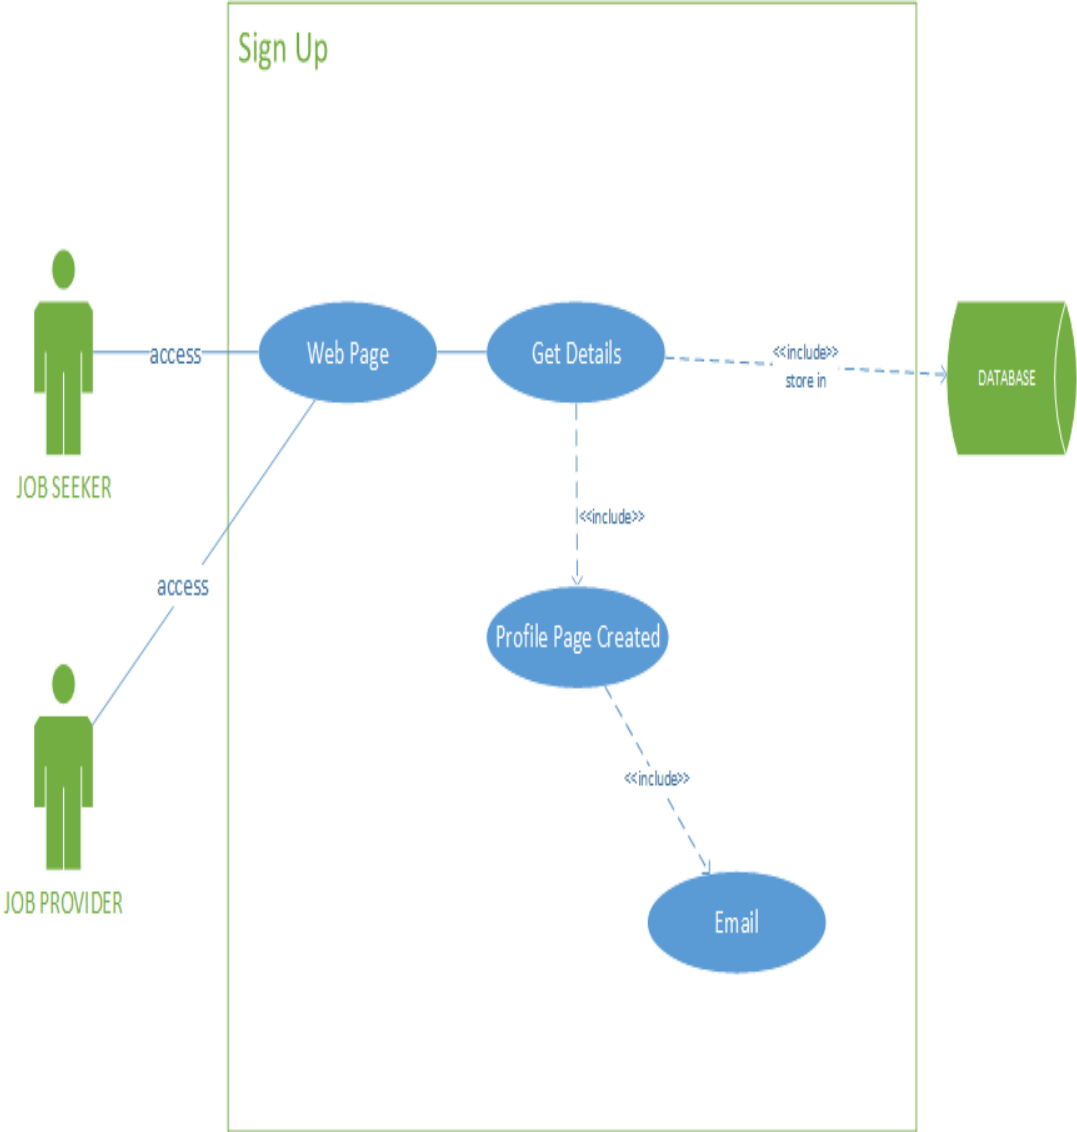 Sign Up
access
Web Page
Get Details
<<include>>
store in
DATABASE
JOB SEEKER
<<include>>
access
Profile Page Created
<<include>>
JOB PROVIDER
Email